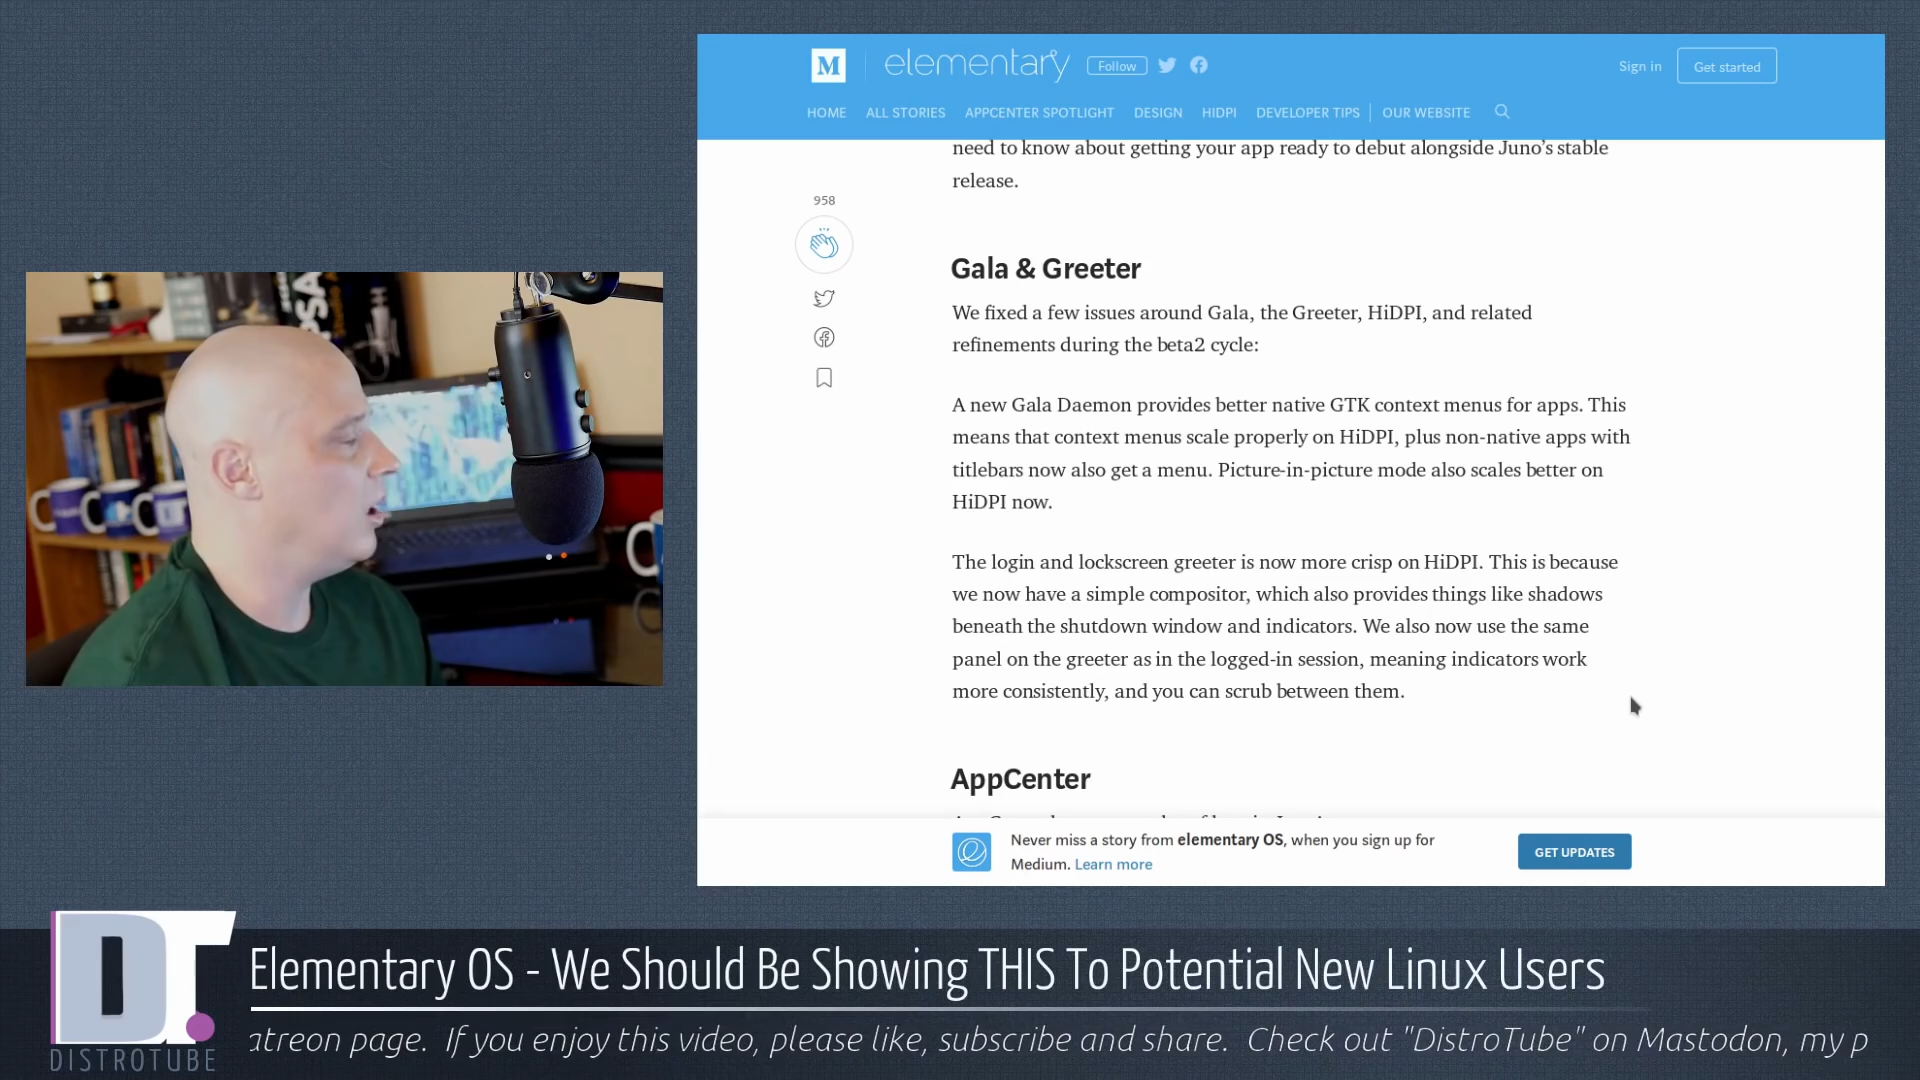 M
elementary
Follow
Sign in
Get started
HOME
ALL STORIES
APPCENTER SPOTLIGHT
DESIGN
HIDPI
DEVELOPER TIPS
OUR WEBSITE
need to know about getting your app ready to debut alongside Juno’s stable
release.
958
Gala & Greeter
We fixed a few issues around Gala, the Greeter, HiDPI, and related
refinements during the beta2 cycle:
A new Gala Daemon provides better native GTK context menus for apps. This
means that context menus scale properly on HiDPI, plus non-native apps with
titlebars now also get a menu. Picture-in-picture mode also scales better on
HiDPI now.
The login and lockscreen greeter is now more crisp on HiDPI. This is because
we now have a simple compositor, which also provides things like shadows
beneath the shutdown window and indicators. We also now use the same
panel on the greeter as in the logged-in session, meaning indicators work
more consistently, and you can scrub between them.
AppCenter
Never miss a story from elementary OS, when you sign up for
Medium. Learn more
GET UPDATES
DT
DISTROTUBE
Elementary OS - We Should Be Showing THIS To Potential New Linux Users
atreon page. If you enjoy this video, please like, subscribe and share. Check out "DistroTube" on Mastodon, my p